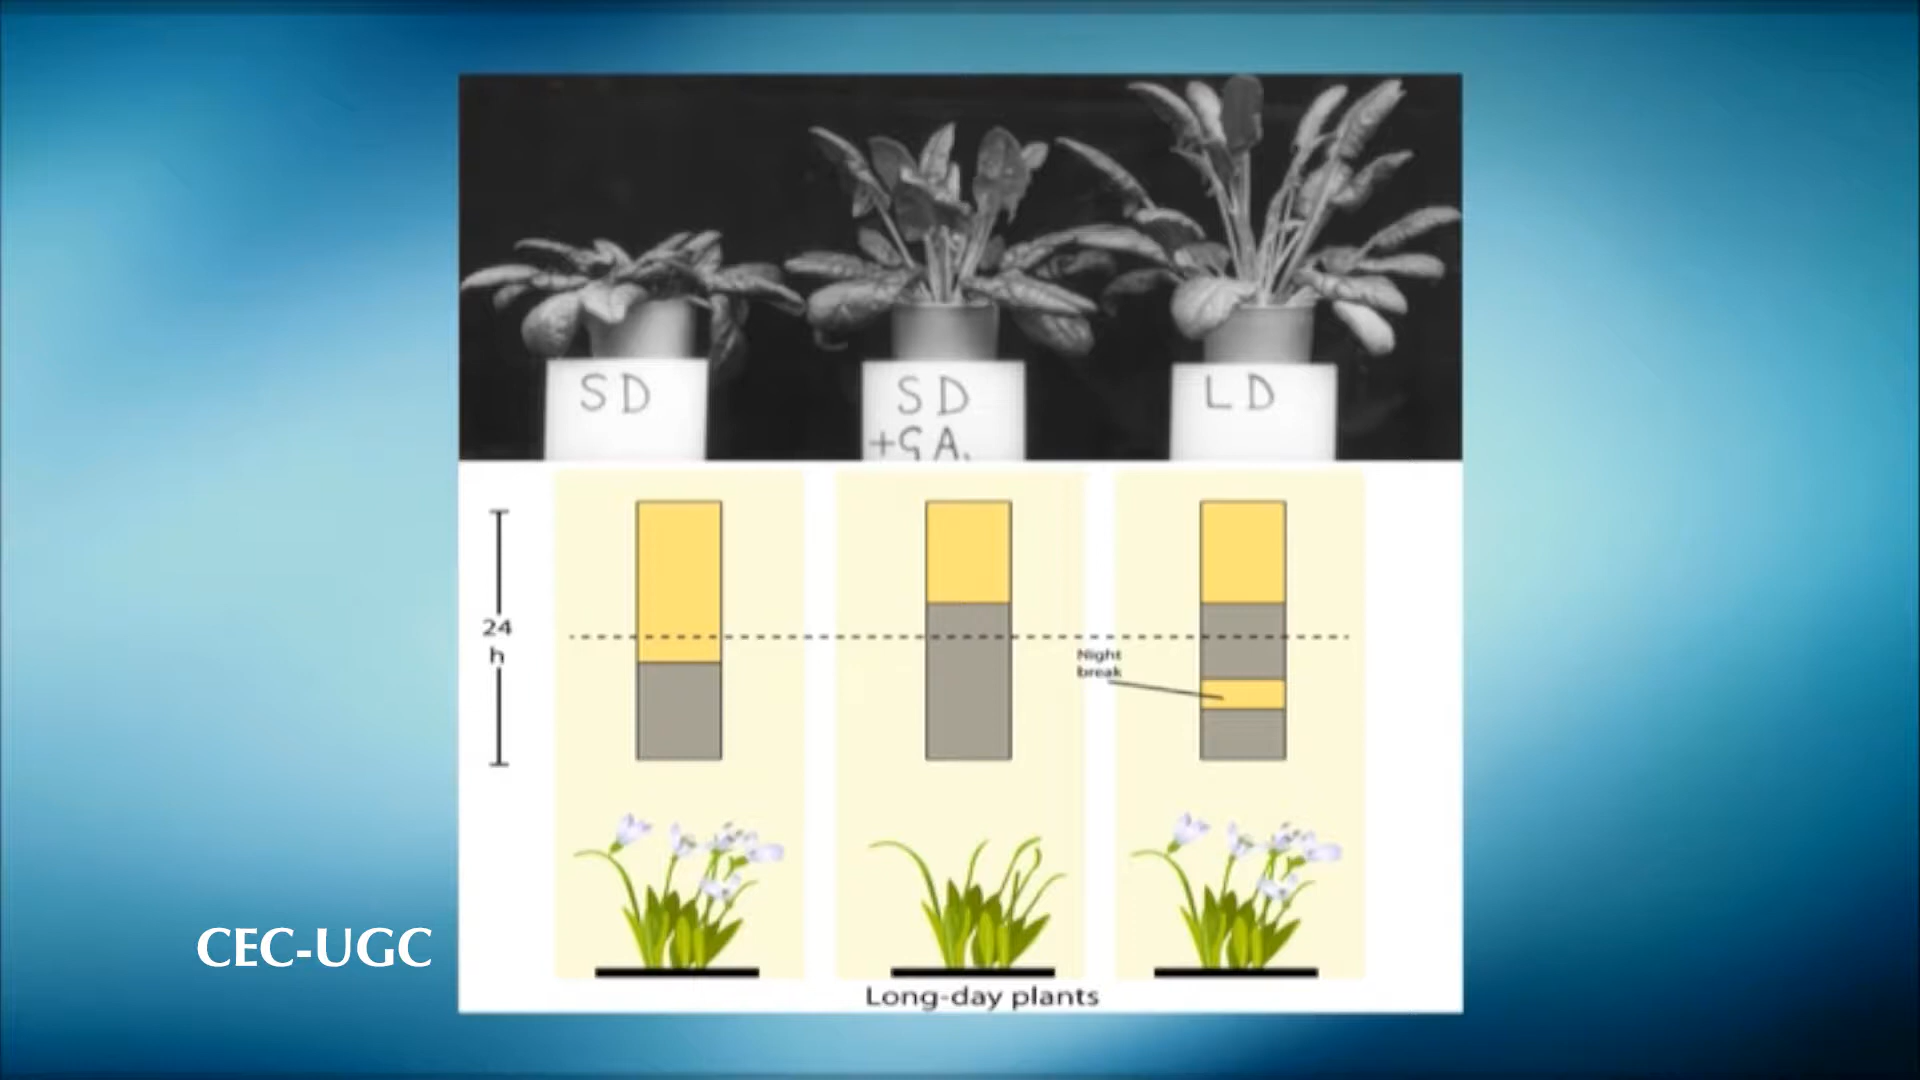 SD
SD
+GA.
LD
24
h
Night
break
CEC-UGC
Long-day plants